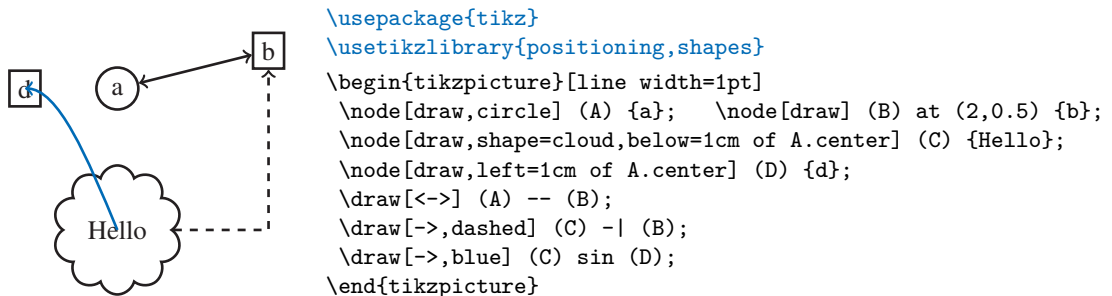 b
d
a
Hello
\usepackage{tikz}
\usetikzlibrary{positioning,shapes}
\begin{tikzpicture}[line width=1pt]
\node[draw,circle] (A) {a}; \node[draw] (B) at (2,0.5) {b};
\node[draw,shape=cloud,below=1cm of A.center] (C) {Hello};
\node[draw,left=1cm of A.center] (D) {d};
\draw[<->] (A) -- (B);
\draw[->,dashed] (C) -| (B);
\draw[->,blue] (C) sin (D);
\end{tikzpicture}